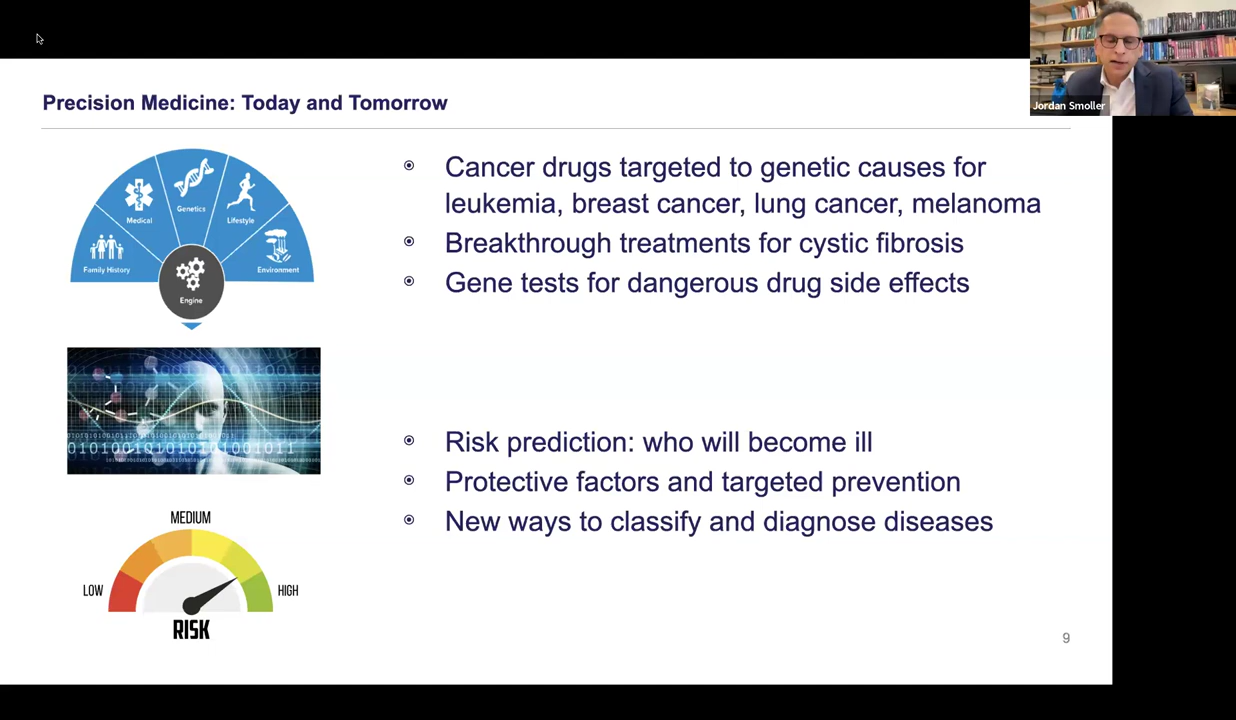 Jordan Smoller
Precision Medicine: Today and Tomorrow
Family History
Medical
Genetics
Lifestyle
Environment
Engine
Cancer drugs targeted to genetic causes for
leukemia, breast cancer, lung cancer, melanoma
Breakthrough treatments for cystic fibrosis
Gene tests for dangerous drug side effects
Risk prediction: who will become ill
Protective factors and targeted prevention
New ways to classify and diagnose diseases
MEDIUM
LOW
HIGH
RISK
9